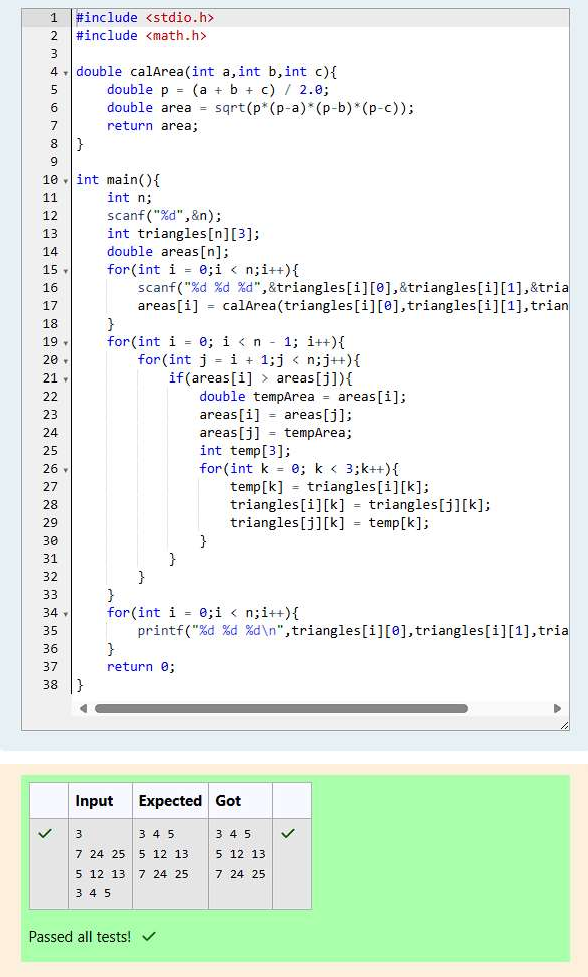 1 #include <stdio.h>
2 #include <math.h>
3
4 double calArea(int a,int b,int c){
5     double p = (a + b + c) / 2.0;
6     double area = sqrt(p*(p-a)*(p-b)*(p-c));
7     return area;
8 }
9
10 int main(){
11     int n;
12     scanf("%d",&n);
13     int triangles[n][3];
14     double areas[n];
15     for(int i = 0;i < n;i++){
16         scanf("%d %d %d",&triangles[i][0],&triangles[i][1],&tria
17         areas[i] = calArea(triangles[i][0],triangles[i][1],trian
18     }
19     for(int i = 0; i < n - 1; i++){
20         for(int j = i + 1;j < n;j++){
21             if(areas[i] > areas[j]){
22                 double tempArea = areas[i];
23                 areas[i] = areas[j];
24                 areas[j] = tempArea;
25                 int temp[3];
26                 for(int k = 0; k < 3;k++){
27                     temp[k] = triangles[i][k];
28                     triangles[i][k] = triangles[j][k];
29                     triangles[j][k] = temp[k];
30                 }
31             }
32         }
33     }
34     for(int i = 0;i < n;i++){
35         printf("%d %d %d\n",triangles[i][0],triangles[i][1],tria
36     }
37     return 0;
38 }
Input Expected Got
3 3 4 5 3 4 5
7 24 25 5 12 13 5 12 13
5 12 13 7 24 25 7 24 25
3 4 5
Passed all tests!